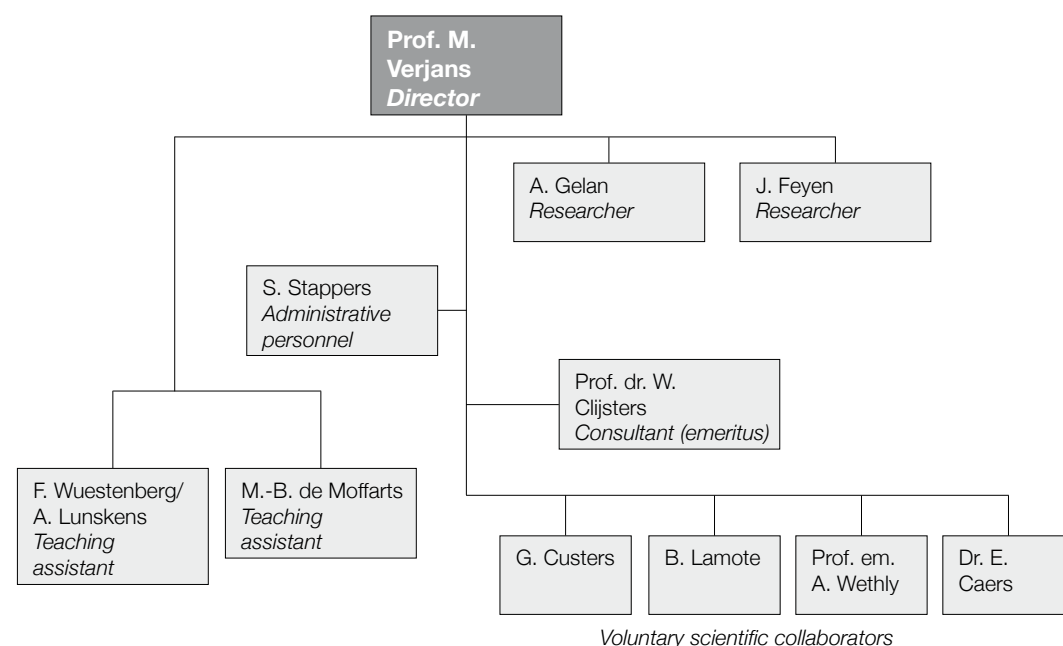 Prof. M.
Verjans
Director
A. Gelan
Researcher
J. Feyen
Researcher
S. Stappers
Administrative
personnel
Prof. dr. W.
Clijsters
Consultant (emeritus)
F. Wuestenberg/
A. Lunskens
Teaching
assistant
M.-B. de Moffarts
Teaching
assistant
G. Custers
B. Lamote
Prof. em.
A. Wethly
Dr. E.
Caers
Voluntary scientific collaborators